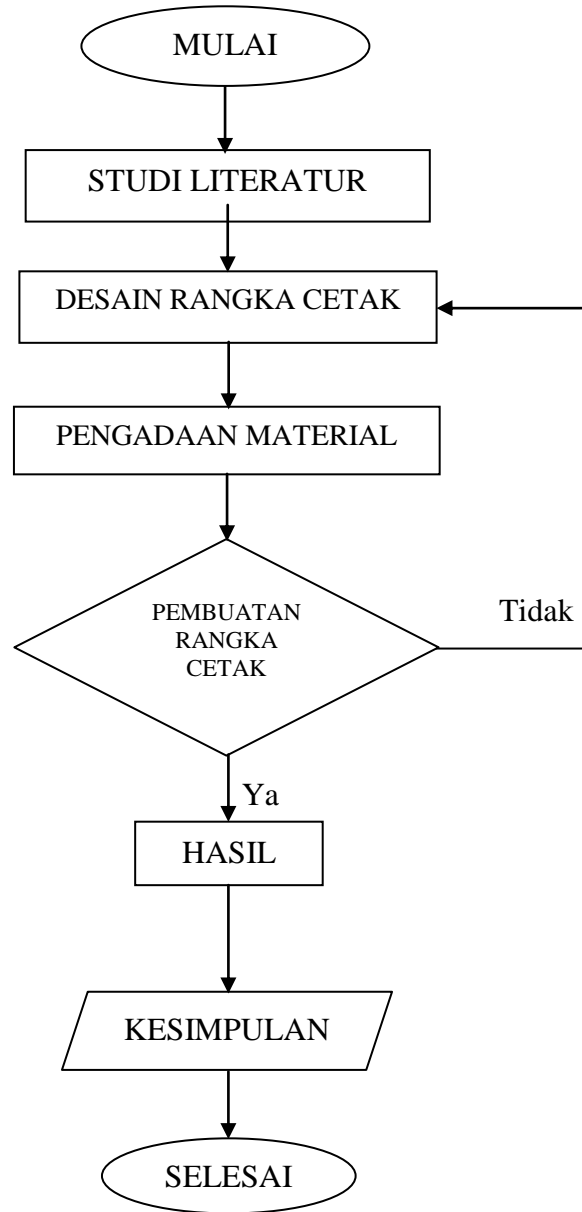 MULAI
STUDI LITERATUR
DESAIN RANGKA CETAK
PENGADAAN MATERIAL
PEMBUATAN
RANGKA
CETAK
Tidak
Ya
HASIL
KESIMPULAN
SELESAI